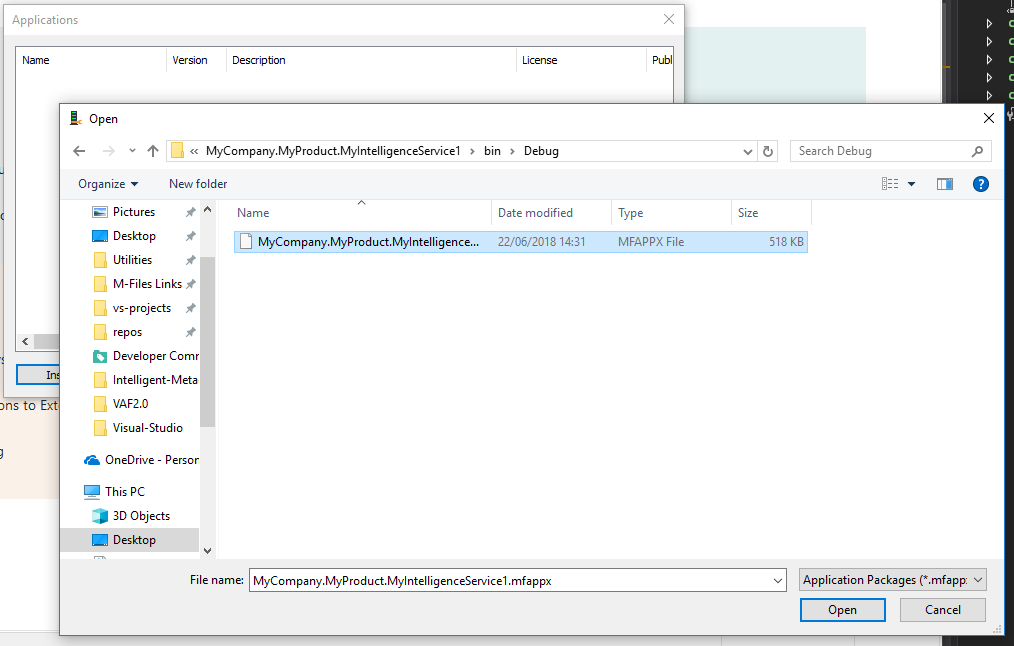 Applications
Name Version Description License Publ
Open
« MyCompany.MyProduct.MyIntelligenceService1 > bin > Debug
Search Debug
Organize New folder
?
Name Date modified Type Size
MyCompany.MyProduct.MyIntelligence... 22/06/2018 14:31 MFAPPX File 518 KB
Pictures
Desktop
Utilities
M-Files Links
vs-projects
repos
Developer Comr
Intelligent-Meta
VAF2.0
Visual-Studio
OneDrive - Person
This PC
3D Objects
Desktop
Ins
ons to Exte
g
File name: MyCompany.MyProduct.MyIntelligenceService1.mfappx
Application Packages (*.mfapp:
Open Cancel